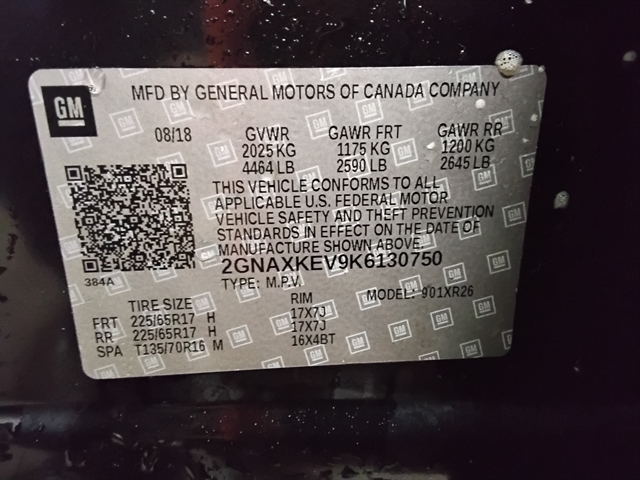 GM MFD BY GENERAL MOTORS OF CANADA COMPANY
08/18 GVWR GAWR FRT GAWR RR
2025 KG 1175 KG 1200 KG
4464 LB 2590 LB 2645 LB
THIS VEHICLE CONFORMS TO ALL
APPLICABLE U.S. FEDERAL MOTOR
VEHICLE SAFETY AND THEFT PREVENTION
STANDARDS IN EFFECT ON THE DATE OF
MANUFACTURE SHOWN ABOVE.
2GNAXKEV9K6130750
384A TYPE: M.P.V. MODEL: 901XR26
TIRE SIZE RIM
FRT 225/65R17 H 17X7J
RR 225/65R17 H 17X7J
SPA T135/70R16 M 16X4BT